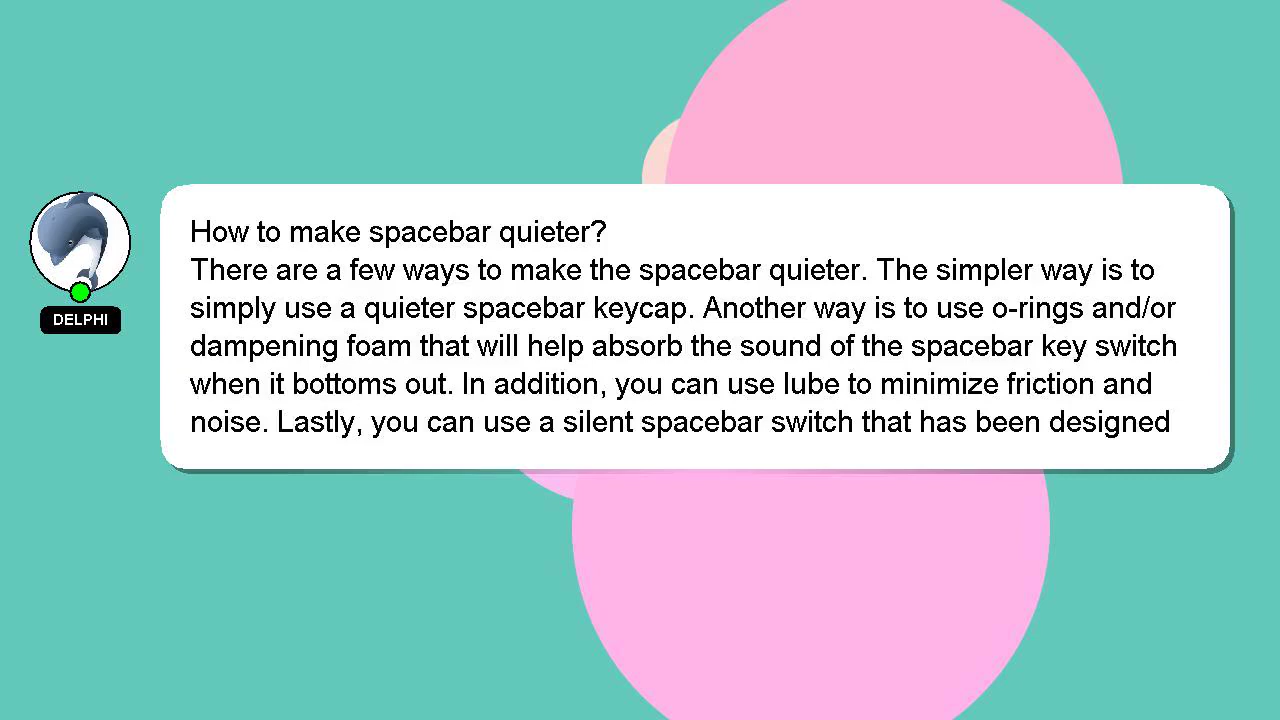 How to make spacebar quieter?
There are a few ways to make the spacebar quieter. The simpler way is to
simply use a quieter spacebar keycap. Another way is to use o-rings and/or
dampening foam that will help absorb the sound of the spacebar key switch
when it bottoms out. In addition, you can use lube to minimize friction and
noise. Lastly, you can use a silent spacebar switch that has been designed
DELPHI